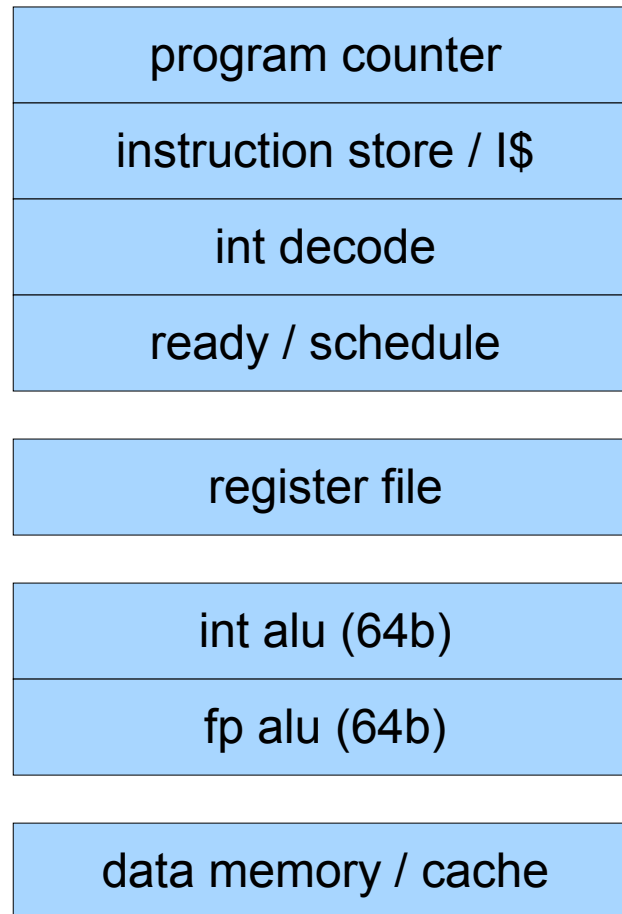 program counter
instruction store / I$
int decode
ready / schedule
register file
int alu (64b)
fp alu (64b)
data memory / cache